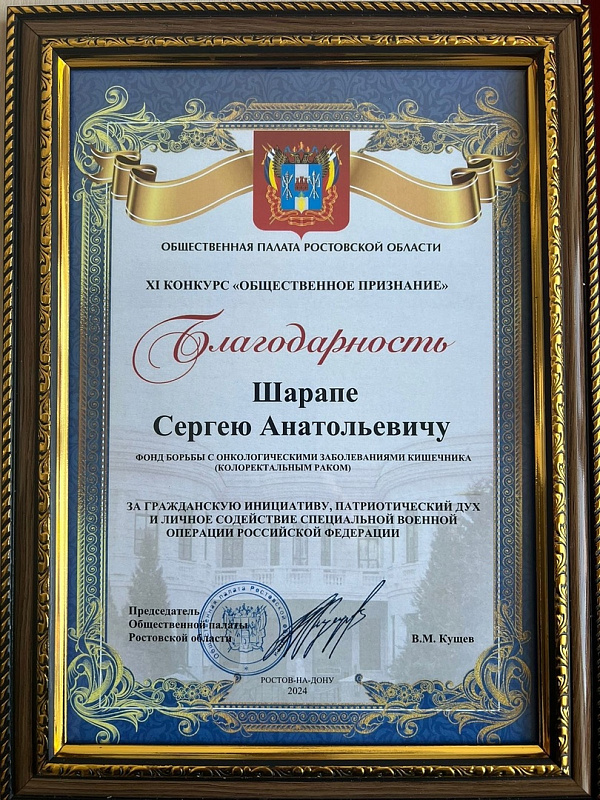 ОБЩЕСТВЕННАЯ ПАЛАТА РОСТОВСКОЙ ОБЛАСТИ
XI КОНКУРС «ОБЩЕСТВЕННОЕ ПРИЗНАНИЕ»
Благодарность
Шарапе
Сергею Анатольевичу
ФОНД БОРЬБЫ С ОНКОЛОГИЧЕСКИМИ ЗАБОЛЕВАНИЯМИ КИШЕЧНИКА
(КОЛОРЕКТАЛЬНЫМ РАКОМ)
ЗА ГРАЖДАНСКУЮ ИНИЦИАТИВУ, ПАТРИОТИЧЕСКИЙ ДУХ
И ЛИЧНОЕ СОДЕЙСТВИЕ СПЕЦИАЛЬНОЙ ВОЕННОЙ
ОПЕРАЦИИ РОССИЙСКОЙ ФЕДЕРАЦИИ
Председатель
Общественной палаты
Ростовской области
В.М. Кущев
РОСТОВ-НА-ДОНУ
2024